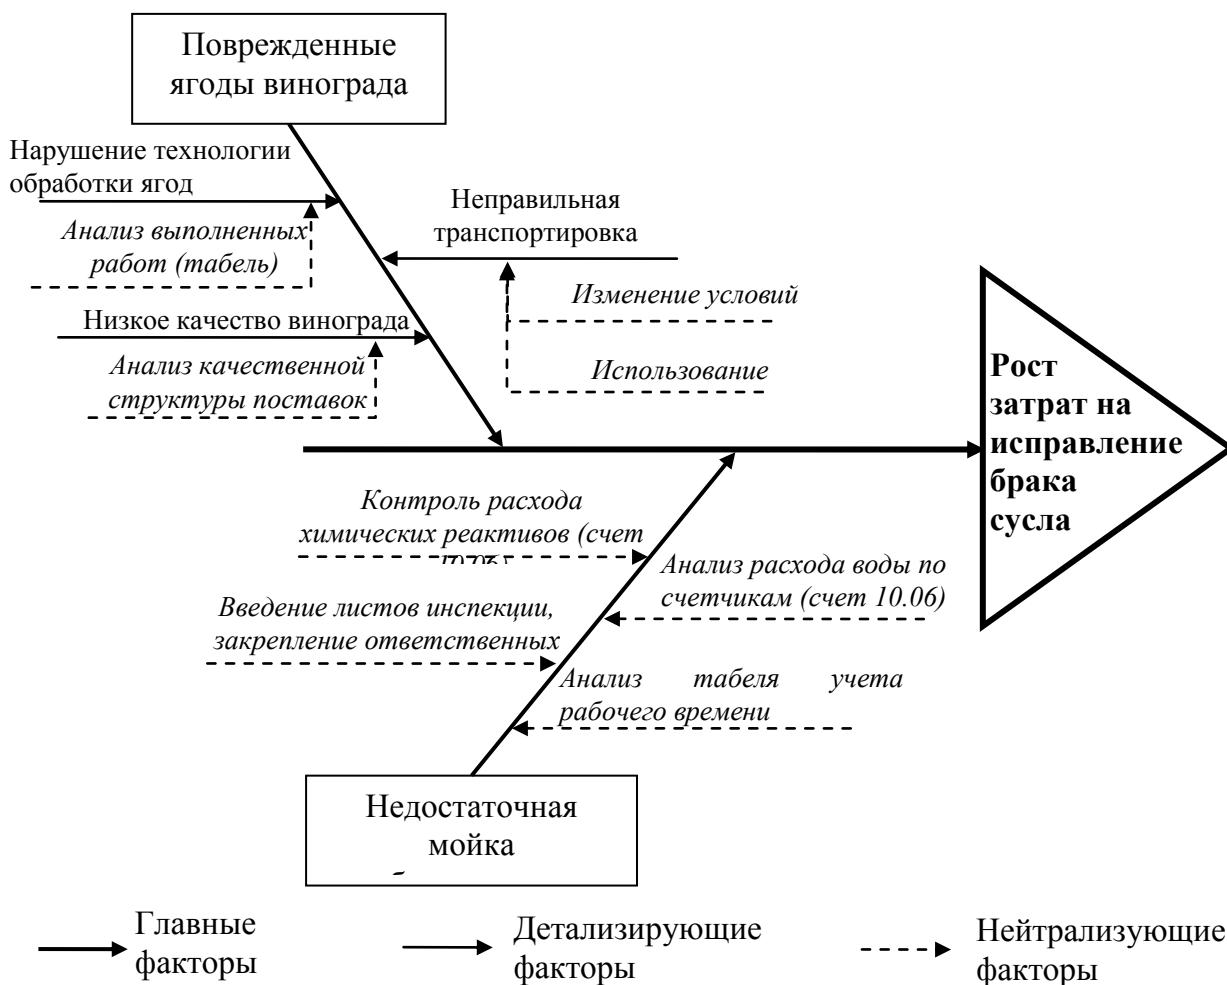 Поврежденные
ягоды винограда
Нарушение технологии
обработки ягод
Анализ выполненных
работ (табель)
Неправильная
транспортировка
Изменение условий
Низкое качество винограда
Анализ качественной
структуры поставок
Использование
Рост
затрат на
исправление
брака
сусла
Контроль расхода
химических реактивов (счет
Анализ расхода воды по
счетчикам (счет 10.06)
Введение листов инспекции,
закрепление ответственных
Анализ табеля учета
рабочего времени
Недостаточная
мойка
Главные
факторы
Детализирующие
факторы
Нейтрализующие
факторы